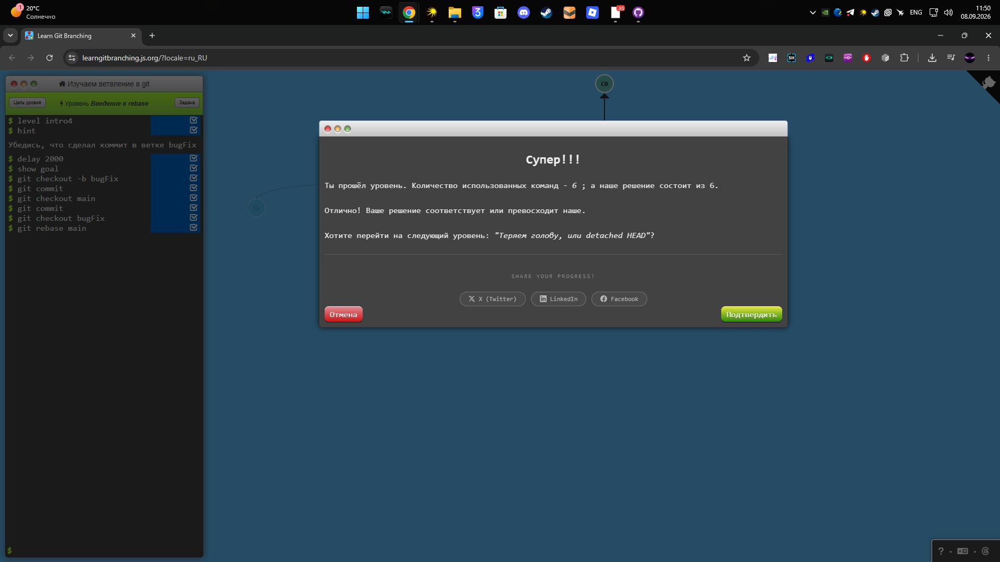 1
20°C
Солнечно
95
ENG
11:50
08.09.2026
Learn Git Branching
learngitbranching.js.org/?locale=ru_RU
SIH
Изучаем ветвление в git
Цель уровня
Уровень Введение в rebase
Задача
$ level intro4
$ hint
Убедись, что сделал коммит в ветке bugFix
$ delay 2000
$ show goal
$ git checkout -b bugFix
$ git commit
$ git checkout main
$ git commit
$ git checkout bugFix
$ git rebase main
$
C0
C2
Супер!!!
Ты прошёл уровень. Количество использованных команд - 6 ; а наше решение состоит из 6.
Отлично! Ваше решение соответствует или превосходит наше.
Хотите перейти на следующий уровень: "Теряем голову, или detached HEAD"?
SHARE YOUR PROGRESS!
X (Twitter)
LinkedIn
Facebook
Отмена
Подтвердить
?